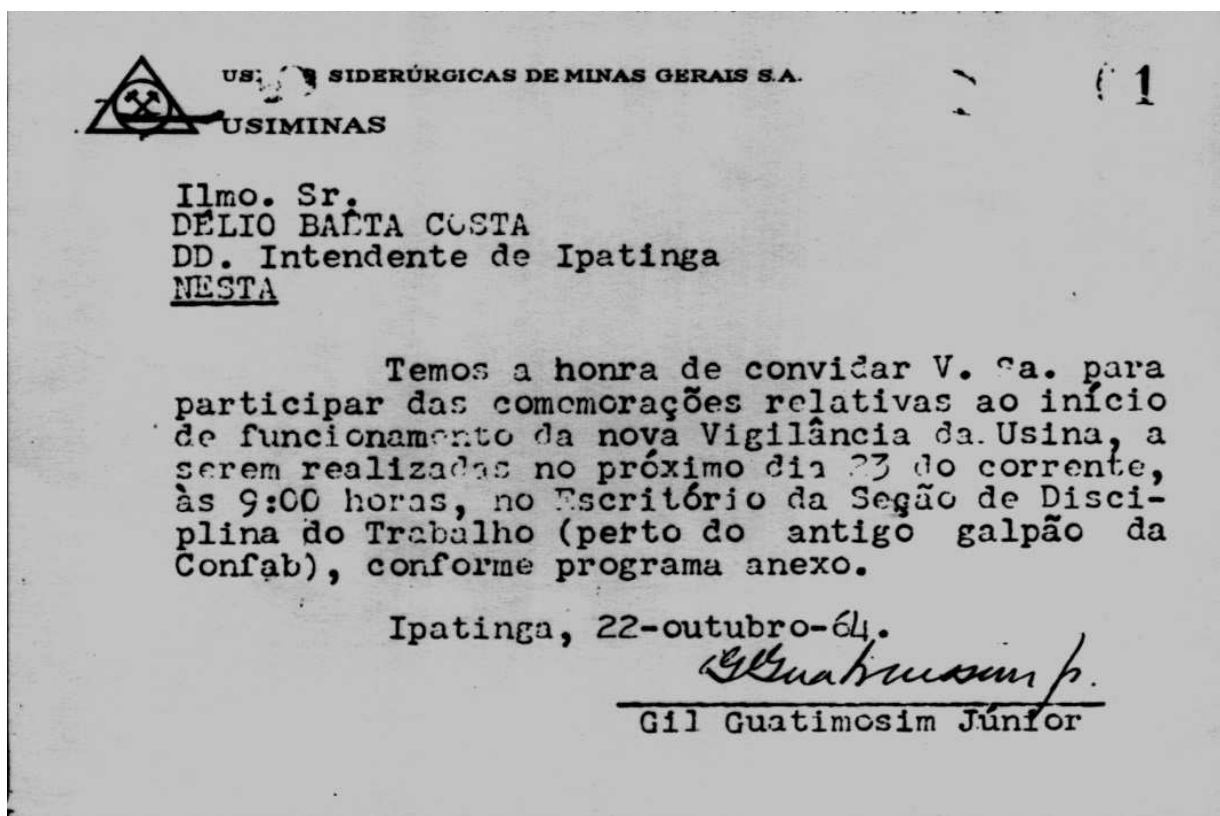 SIDERÚRGICAS DE MINAS GERAIS S.A.
1
USIMINAS
Ilmo. Sr.
DÉLIO BAÊTA COSTA
DD. Intendente de Ipatinga
NESTA
Temos a honra de convidar V. Sa. para
participar das comemorações relativas ao início
de funcionamento da nova Vigilância da Usina, a
serem realizadas no próximo dia 23 do corrente,
às 9:00 horas, no Escritório da Seção de Disci-
plina do Trabalho (perto do antigo galpão da
Confab), conforme programa anexo.
Ipatinga, 22-outubro-64.
GGuatimosim jr.
Gil Guatimosim Júnior